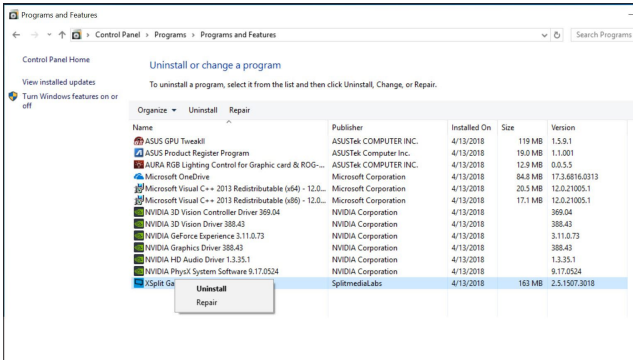 Programs and Features
Control Panel > Programs > Programs and Features
Search Programs
Control Panel Home
View installed updates
Turn Windows features on or
off
Uninstall or change a program
To uninstall a program, select it from the list and then click Uninstall, Change, or Repair.
Organize Uninstall Repair
Name Publisher Installed On Size Version
ASUS GPU TweakII ASUSTek COMPUTER INC. 4/13/2018 119 MB 1.5.9.1
ASUS Product Register Program ASUSTek Computer Inc. 4/13/2018 19.0 MB 1.1.001
AURA RGB Lighting Control for Graphic card & ROG-... ASUSTek COMPUTER INC. 4/13/2018 12.9 MB 0.0.5.5
Microsoft OneDrive Microsoft Corporation 4/13/2018 84.8 MB 17.3.6816.0313
Microsoft Visual C++ 2013 Redistributable (x64) - 12.0... Microsoft Corporation 4/13/2018 20.5 MB 12.0.21005.1
Microsoft Visual C++ 2013 Redistributable (x86) - 12.0... Microsoft Corporation 4/13/2018 17.1 MB 12.0.21005.1
NVIDIA 3D Vision Controller Driver 369.04 NVIDIA Corporation 4/13/2018 369.04
NVIDIA 3D Vision Driver 388.43 NVIDIA Corporation 4/13/2018 388.43
NVIDIA GeForce Experience 3.11.0.73 NVIDIA Corporation 4/13/2018 3.11.0.73
NVIDIA Graphics Driver 388.43 NVIDIA Corporation 4/13/2018 388.43
NVIDIA HD Audio Driver 1.3.35.1 NVIDIA Corporation 4/13/2018 1.3.35.1
NVIDIA PhysX System Software 9.17.0524 NVIDIA Corporation 4/13/2018 9.17.0524
XSplit Ga SplitmediaLabs 4/13/2018 163 MB 2.5.1507.3018
Uninstall
Repair